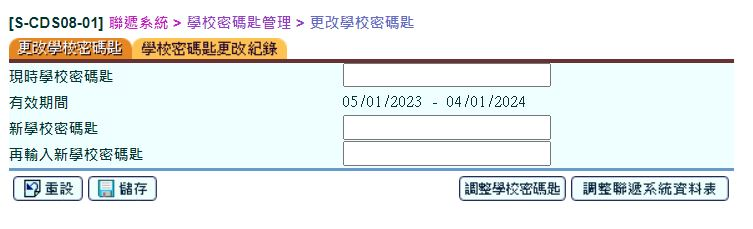 [S-CDS08-01] 聯遞系統 > 學校密碼匙管理 > 更改學校密碼匙
更改學校密碼匙 學校密碼匙更改紀錄
現時學校密碼匙
有效期間 05/01/2023 - 04/01/2024
新學校密碼匙
再輸入新學校密碼匙
重設 儲存 調整學校密碼匙 調整聯遞系統資料表